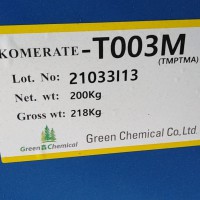 KOMERATE-T003M
(TMPTMA)
Lot. No: 21033I13
Net. wt: 200Kg
Gross wt: 218Kg
Green Chemical
Green Chemical Co., Ltd.